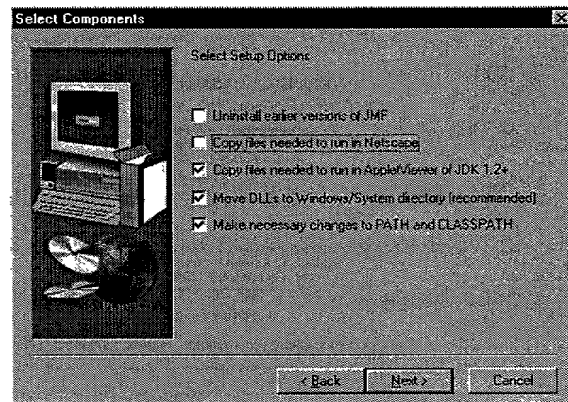 Select Components
Select Setup Options
Uninstall earlier versions of JMF
Copy files needed to run in Netscape
Copy files needed to run in AppletViewer of JDK 1.2+
Move DLLs to Windows/System directory (recommended)
Make necessary changes to PATH and CLASSPATH
< Back Next > Cancel